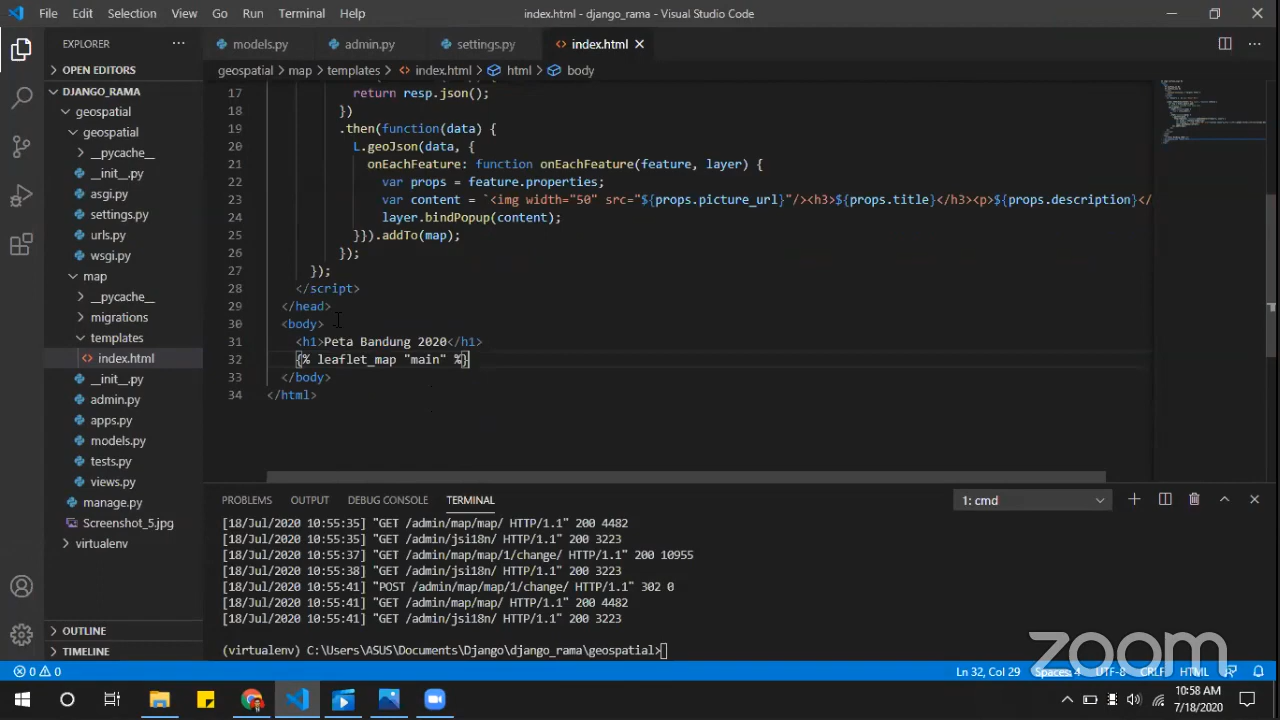 File Edit Selection View Go Run Terminal Help index.html - django_rama - Visual Studio Code
EXPLORER ··· models.py admin.py settings.py index.html
OPEN EDITORS
geospatial > map > templates > index.html > html > body
DJANGO_RAMA
geospatial
geospatial
__pycache__
__init__.py
asgi.py
settings.py
urls.py
wsgi.py
map
__pycache__
migrations
templates
index.html
__init__.py
admin.py
apps.py
models.py
tests.py
views.py
manage.py
Screenshot_5.jpg
virtualenv
OUTLINE
TIMELINE
17 return resp.json();
18 })
19 .then(function(data) {
20 L.geoJson(data, {
21 onEachFeature: function onEachFeature(feature, layer) {
22 var props = feature.properties;
23 var content = `<img width="50" src="${props.picture_url}"/><h3>${props.title}</h3><p>${props.description}</
24 layer.bindPopup(content);
25 }}).addTo(map);
26 });
27 });
28 </script>
29 </head>
30 <body>
31 <h1>Peta Bandung 2020</h1>
32 {% leaflet_map "main" %}
33 </body>
34 </html>
PROBLEMS OUTPUT DEBUG CONSOLE TERMINAL 1: cmd
[18/Jul/2020 10:55:35] "GET /admin/map/map/ HTTP/1.1" 200 4482
[18/Jul/2020 10:55:35] "GET /admin/jsi18n/ HTTP/1.1" 200 3223
[18/Jul/2020 10:55:37] "GET /admin/map/map/1/change/ HTTP/1.1" 200 10955
[18/Jul/2020 10:55:38] "GET /admin/jsi18n/ HTTP/1.1" 200 3223
[18/Jul/2020 10:55:41] "POST /admin/map/map/1/change/ HTTP/1.1" 302 0
[18/Jul/2020 10:55:41] "GET /admin/map/map/ HTTP/1.1" 200 4482
[18/Jul/2020 10:55:41] "GET /admin/jsi18n/ HTTP/1.1" 200 3223
(virtualenv) C:\Users\ASUS\Documents\Django\django_rama\geospatial>
zoom
0 0 Ln 32, Col 29 Spaces: 4 UTF-8 CRLF HTML
10:58 AM
7/18/2020